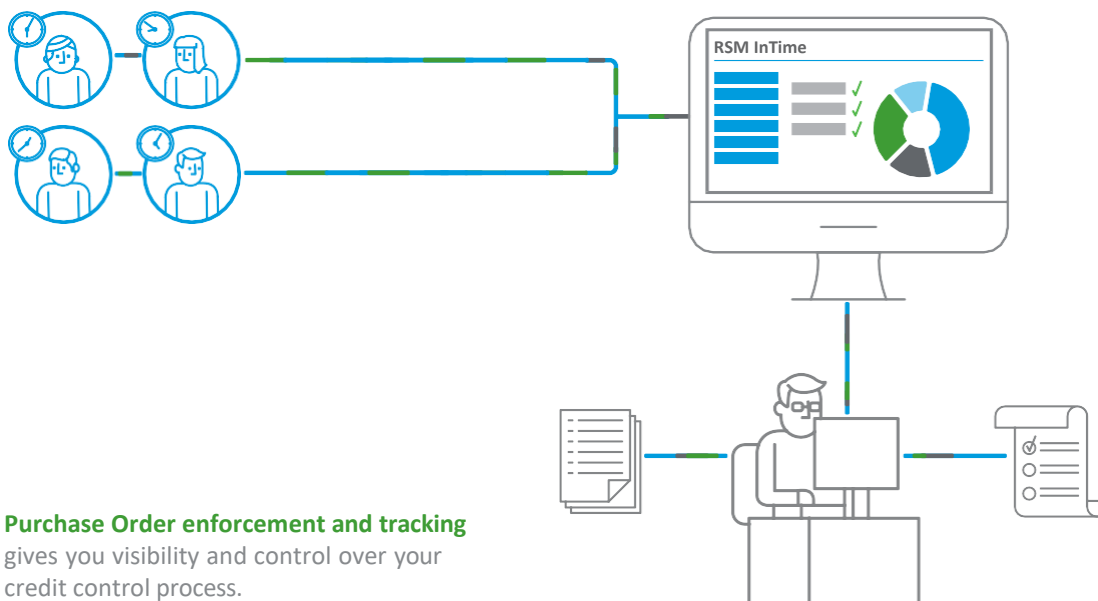 RSM InTime
Purchase Order enforcement and tracking
gives you visibility and control over your
credit control process.